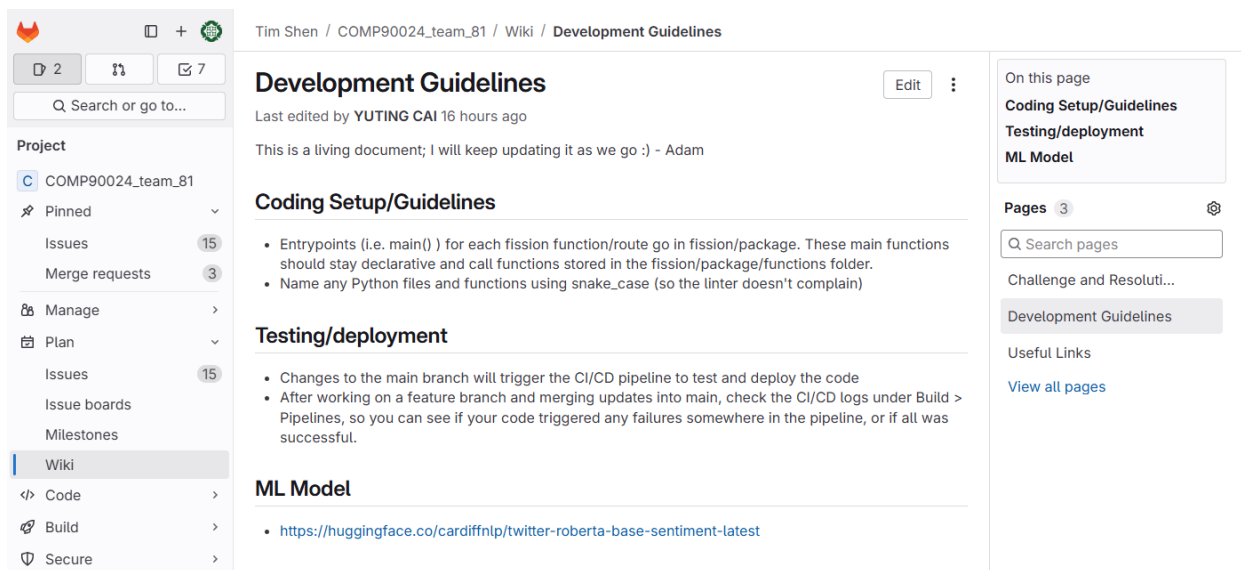 Tim Shen / COMP90024_team_81 / Wiki / Development Guidelines
2
7
Search or go to...
Project
C COMP90024_team_81
Pinned
Issues 15
Merge requests 3
Manage
Plan
Issues 15
Issue boards
Milestones
Wiki
Code
Build
Secure
Development Guidelines
Edit
Last edited by YUTING CAI 16 hours ago
This is a living document; I will keep updating it as we go :) - Adam
Coding Setup/Guidelines
• Entrypoints (i.e. main() ) for each fission function/route go in fission/package. These main functions
should stay declarative and call functions stored in the fission/package/functions folder.
• Name any Python files and functions using snake_case (so the linter doesn't complain)
Testing/deployment
• Changes to the main branch will trigger the CI/CD pipeline to test and deploy the code
• After working on a feature branch and merging updates into main, check the CI/CD logs under Build >
Pipelines, so you can see if your code triggered any failures somewhere in the pipeline, or if all was
successful.
ML Model
• https://huggingface.co/cardiffnlp/twitter-roberta-base-sentiment-latest
On this page
Coding Setup/Guidelines
Testing/deployment
ML Model
Pages 3
Search pages
Challenge and Resoluti...
Development Guidelines
Useful Links
View all pages